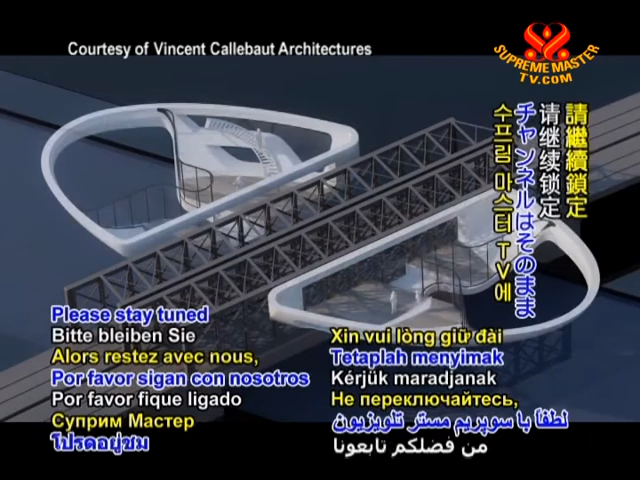 Courtesy of Vincent Callebaut Architectures
SUPREME MASTER
TV.COM
請繼續鎖定
请继续锁定
チャンネルはそのまま
수프림 마스터 TV에
Please stay tuned
Bitte bleiben Sie
Alors restez avec nous,
Por favor sigan con nosotros
Por favor fique ligado
Суприм Мастер
โปรดอยู่ชม
Xin vui lòng giữ đài
Tetaplah menyimak
Kérjük maradjanak
Не переключайтесь,
لطفاً با سوپریم مستر تلویزیون
من فضلكم تابعونا